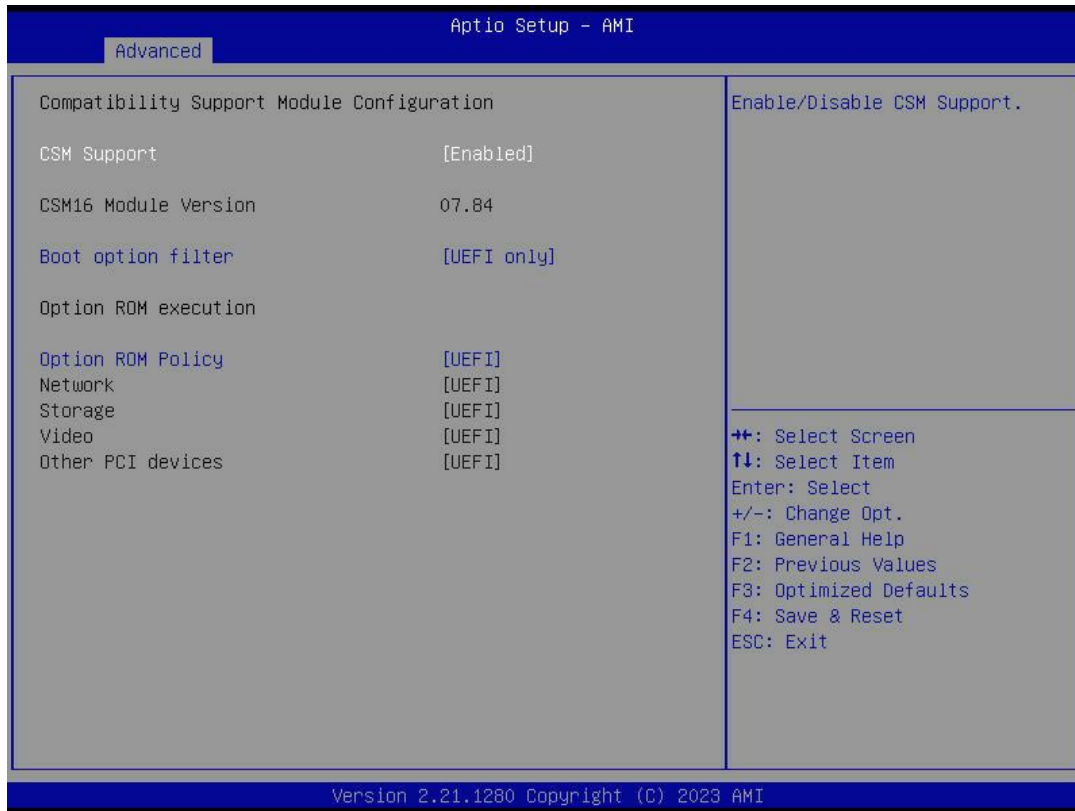 Aptio Setup – AMI
Advanced
Compatibility Support Module Configuration
CSM Support [Enabled]
CSM16 Module Version 07.84
Boot option filter [UEFI only]
Option ROM execution
Option ROM Policy [UEFI]
Network [UEFI]
Storage [UEFI]
Video [UEFI]
Other PCI devices [UEFI]
Enable/Disable CSM Support.
→←: Select Screen
↑↓: Select Item
Enter: Select
+/-: Change Opt.
F1: General Help
F2: Previous Values
F3: Optimized Defaults
F4: Save & Reset
ESC: Exit
Version 2.21.1280 Copyright (C) 2023 AMI